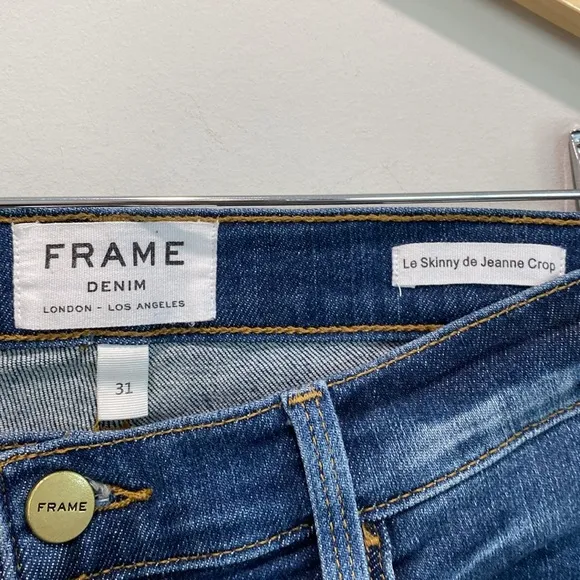 FRAME
DENIM
LONDON - LOS ANGELES
Le Skinny de Jeanne Crop
31
FRAME